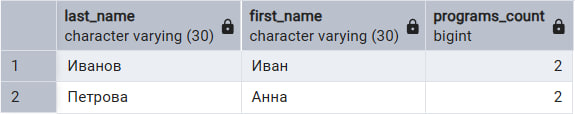 last_name first_name programs_count
character varying (30) character varying (30) bigint
1 Иванов Иван 2
2 Петрова Анна 2